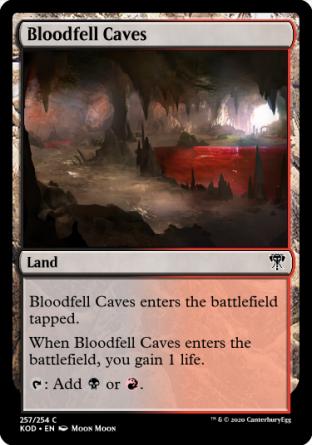 Bloodfell Caves
Land
Bloodfell Caves enters the battlefield
tapped.
When Bloodfell Caves enters the
battlefield, you gain 1 life.
: Add or .
257/254 C
KOD • EN Moon Moon
™ & © 2020 CanterburyEgg